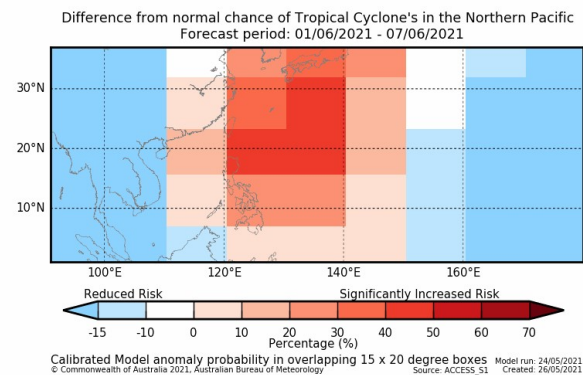 Difference from normal chance of Tropical Cyclone's in the Northern Pacific
Forecast period: 01/06/2021 - 07/06/2021
30°N
20°N
10°N
100°E 120°E 140°E 160°E
Reduced Risk Significantly Increased Risk
-15 -10 0 10 20 30 40 50 60 70
Percentage (%)
Calibrated Model anomaly probability in overlapping 15 x 20 degree boxes Model run: 24/05/2021
© Commonwealth of Australia 2021, Australian Bureau of Meteorology Source: ACCESS_S1 Created: 26/05/2021